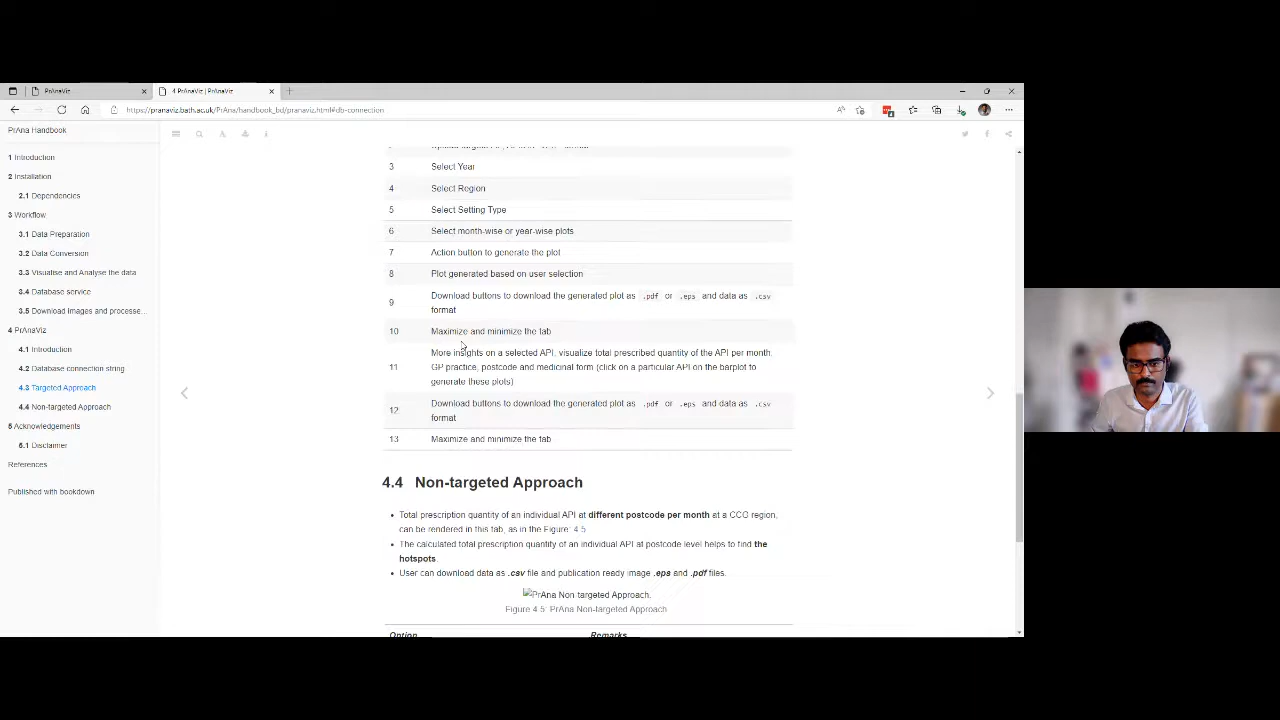 PrAnaViz
4 PrAnaViz | PrAnaViz
https://pranaviz.bath.ac.uk/PrAna/handbook_bd/pranaviz.html#db-connection
PrAna Handbook
1 Introduction
2 Installation
2.1 Dependencies
3 Workflow
3.1 Data Preparation
3.2 Data Conversion
3.3 Visualise and Analyse the data
3.4 Database service
3.5 Download images and processe...
4 PrAnaViz
4.1 Introduction
4.2 Database connection string
4.3 Targeted Approach
4.4 Non-targeted Approach
5 Acknowledgements
5.1 Disclaimer
References
Published with bookdown
3 Select Year
4 Select Region
5 Select Setting Type
6 Select month-wise or year-wise plots
7 Action button to generate the plot
8 Plot generated based on user selection
9 Download buttons to download the generated plot as .pdf or .eps and data as .csv
format
10 Maximize and minimize the tab
More insights on a selected API, visualize total prescribed quantity of the API per month.
11 GP practice, postcode and medicinal form (click on a particular API on the barplot to
generate these plots)
12 Download buttons to download the generated plot as .pdf or .eps and data as .csv
format
13 Maximize and minimize the tab
4.4 Non-targeted Approach
• Total prescription quantity of an individual API at different postcode per month at a CCG region,
can be rendered in this tab, as in the Figure: 4.5
• The calculated total prescription quantity of an individual API at postcode level helps to find the
hotspots.
• User can download data as .csv file and publication ready image .eps and .pdf files.
PrAna Non targeted Approach.
Figure 4.5: PrAna Non-targeted Approach
Option Remarks